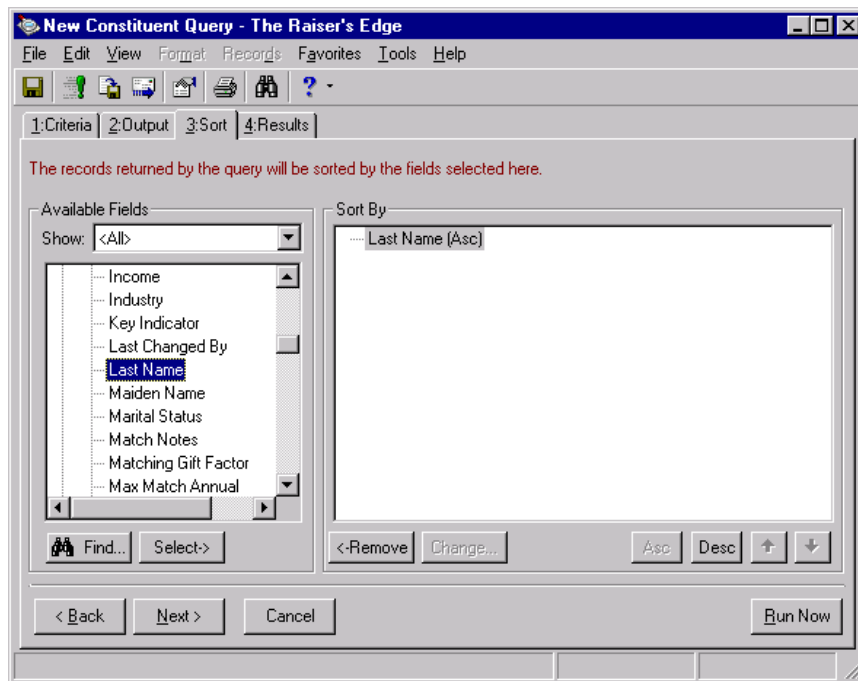 New Constituent Query - The Raiser's Edge
File Edit View Format Records Favorites Tools Help
? -
1:Criteria 2:Output 3:Sort 4:Results
The records returned by the query will be sorted by the fields selected here.
Available Fields
Show: <All>
Income
Industry
Key Indicator
Last Changed By
Last Name
Maiden Name
Marital Status
Match Notes
Matching Gift Factor
Max Match Annual
Find... Select->
Sort By
Last Name (Asc)
<-Remove Change... Asc Desc
< Back Next > Cancel Run Now